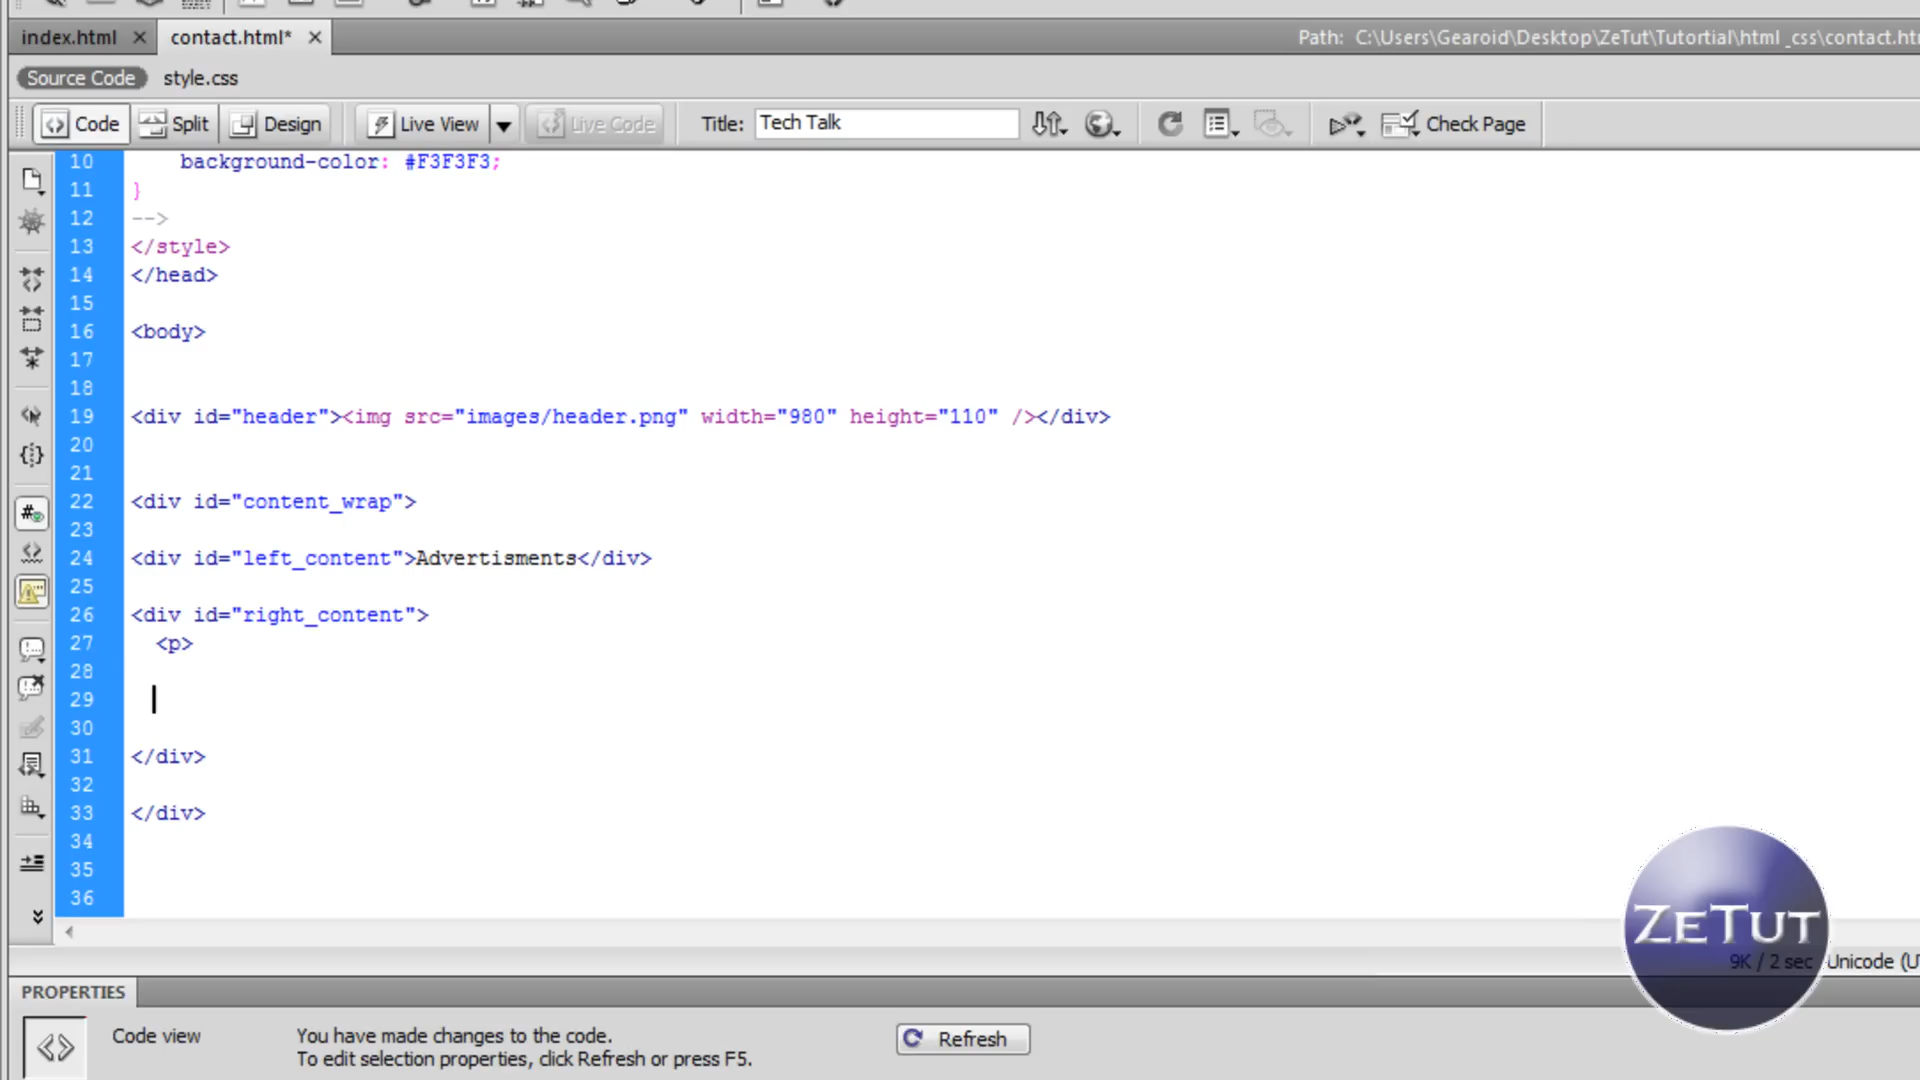 index.html
contact.html*
Path: C:\Users\Gearoid\Desktop\ZeTut\Tutortial\html _css\contact.htm
Source Code style.css
Code Split Design Live View Live Code Title: Tech Talk Check Page
10 background-color: #F3F3F3;
11 }
12 -->
13 </style>
14 </head>
15
16 <body>
17
18
19 <div id="header"><img src="images/header.png" width="980" height="110" /></div>
20
21
22 <div id="content_wrap">
23
24 <div id="left_content">Advertisments</div>
25
26 <div id="right_content">
27 <p>
28
29
30
31 </div>
32
33 </div>
34
35
36
ZeTut
9K / 2 sec Unicode (U
PROPERTIES
Code view
You have made changes to the code.
To edit selection properties, click Refresh or press F5.
Refresh